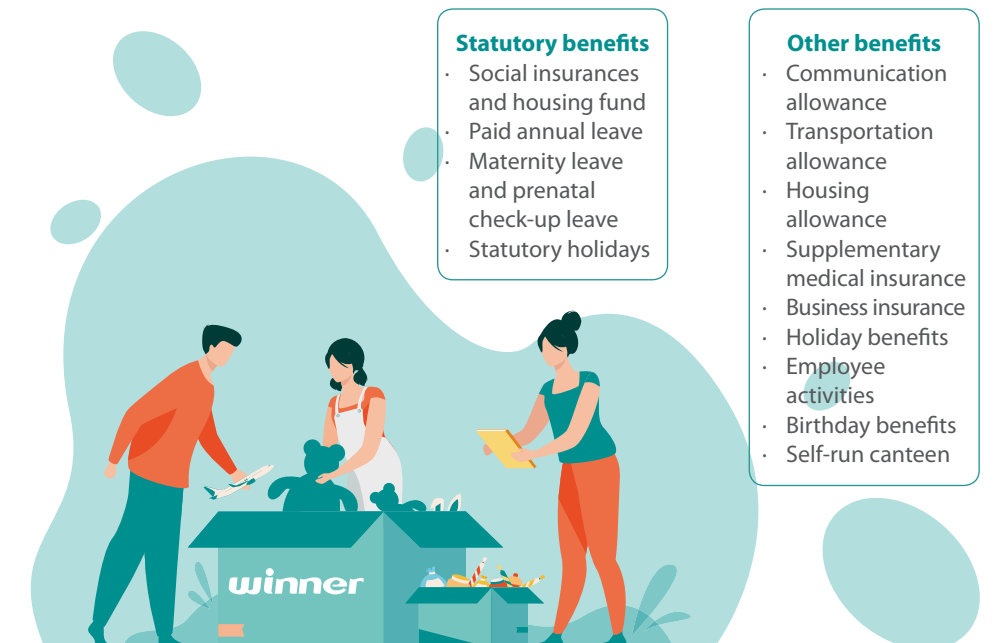 Statutory benefits
· Social insurances
and housing fund
· Paid annual leave
· Maternity leave
and prenatal
check-up leave
· Statutory holidays
Other benefits
· Communication
allowance
· Transportation
allowance
· Housing
allowance
· Supplementary
medical insurance
· Business insurance
· Holiday benefits
· Employee
activities
· Birthday benefits
· Self-run canteen
winner